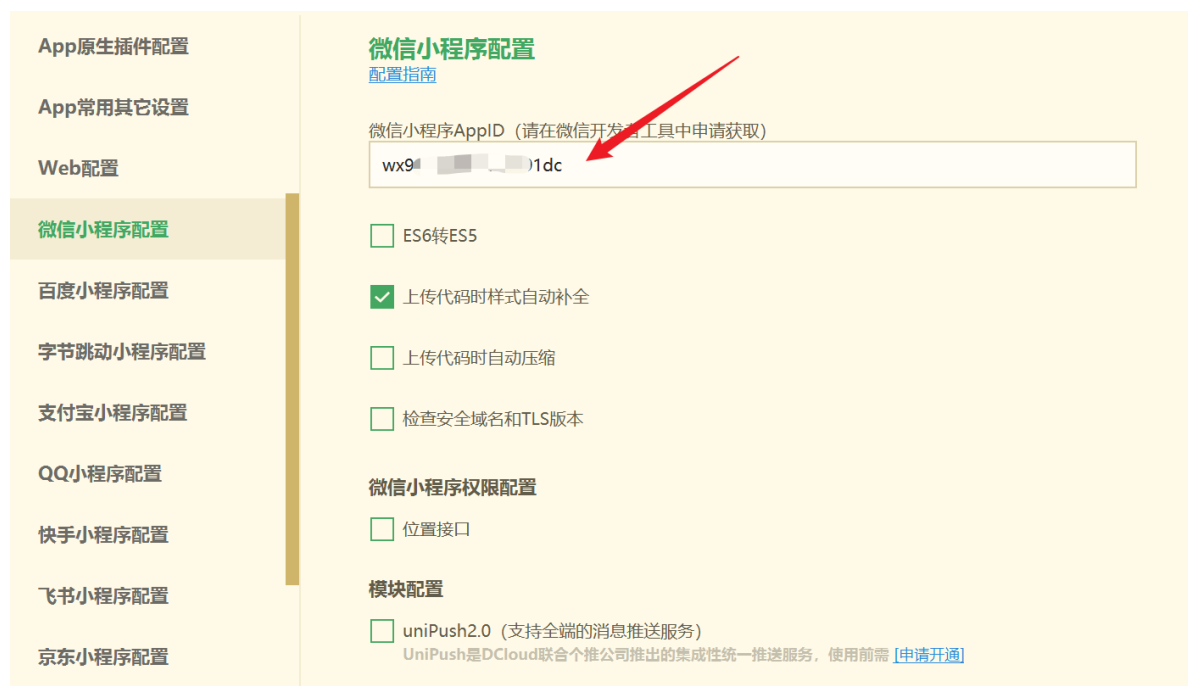 App原生插件配置
App常用其它设置
Web配置
微信小程序配置
百度小程序配置
字节跳动小程序配置
支付宝小程序配置
QQ小程序配置
快手小程序配置
飞书小程序配置
京东小程序配置
微信小程序配置
配置指南
微信小程序AppID（请在微信开发者工具中申请获取）
wx9 1dc
ES6转ES5
上传代码时样式自动补全
上传代码时自动压缩
检查安全域名和TLS版本
微信小程序权限配置
位置接口
模块配置
uniPush2.0（支持全端的消息推送服务）
UniPush是DCloud联合个推公司推出的集成性统一推送服务，使用前需 [申请开通]